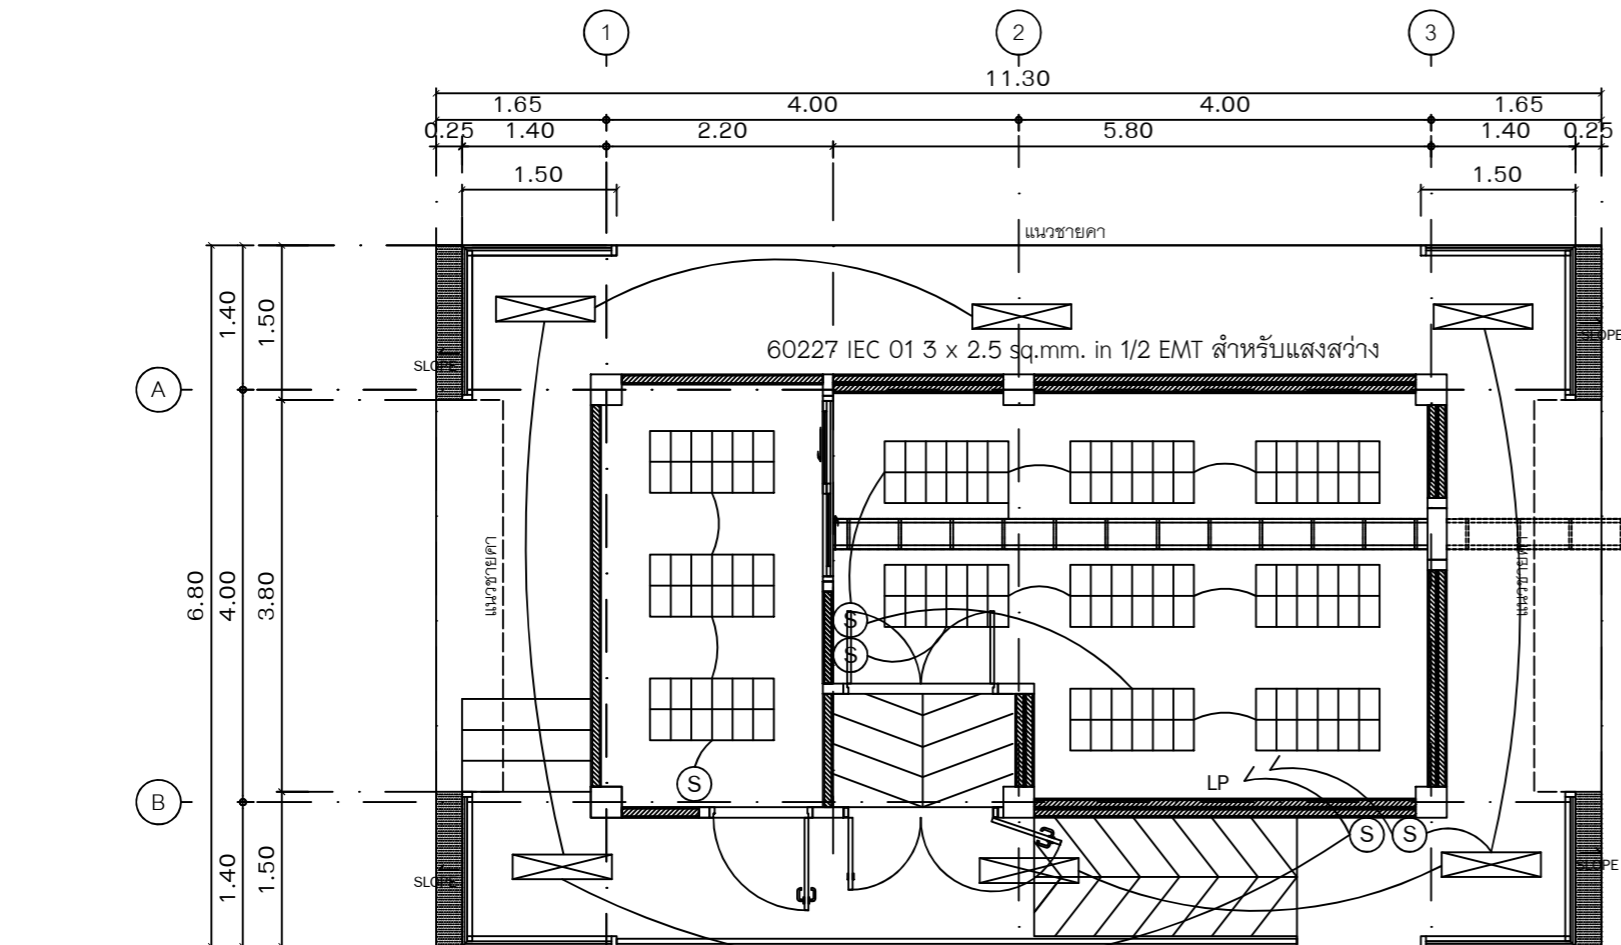 1 2 3
11.30
1.65 4.00 4.00 1.65
0.25 1.40 2.20 5.80 1.40 0.25
1.50 1.50
แนวชายคา
1.40 1.50
60227 IEC 01 3 x 2.5 sq.mm. in 1/2 EMT สำหรับแสงสว่าง
SLOPE SLOPE
A
6.80 4.00 3.80
แนวชายคา แนวชายคา
S
S
S
LP
B
S S
1.40 1.50
SLOPE SLOPE